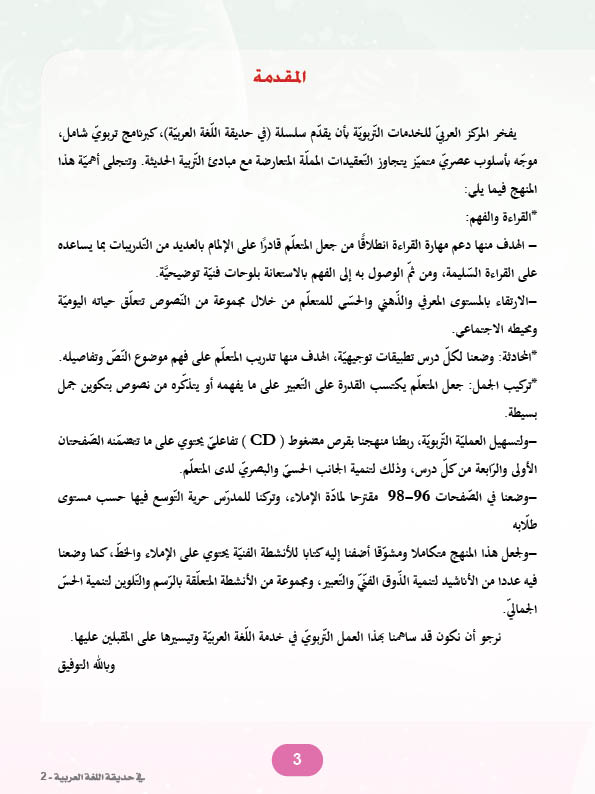 المقدمة
يفخر المركز العربيّ للخدمات التّربويّة بأن يقدّم سلسلة (في حديقة اللّغة العربيّة)، كبرنامج تربويّ شامل،
موجّه بأسلوب عصريّ متميّز يتجاوز التّعقيدات المملّة المتعارضة مع مبادئ التّربية الحديثة. وتتجلى أهميّة هذا
المنهج فيما يلي:
*القراءة والفهم:
– الهدف منها دعم مهارة القراءة انطلاقًا من جعل المتعلّم قادرًا على الإلمام بالعديد من التّدريبات بما يساعده
على القراءة السّليمة، ومن ثمّ الوصول به إلى الفهم بالاستعانة بلوحات فنيّة توضيحيَّة.
–الارتقاء بالمستوى المعرفي والذّهني والحسّي للمتعلّم من خلال مجموعة من النّصوص تتعلّق حياته اليوميّة
ومحيطه الاجتماعي.
*المحادثة: وضعنا لكلّ درس تطبيقات توجيهيّة، الهدف منها تدريب المتعلّم على فهم موضوع النّصّ وتفاصيله.
*تركيب الجمل: جعل المتعلّم يكتسب القدرة على التّعبير على ما يفهمه أو يتذكّره من نصوص بتكوين جمل
بسيطة.
–ولتسهيل العمليّة التّربويّة، ربطنا منهجنا بقرص مضغوط ( CD ) تفاعليّ يحتوي على ما تتضمّنه الصّفحتان
الأولى والرّابعة من كلّ درس، وذلك لتنمية الجانب الحسيّ والبصريّ لدى المتعلّم.
–وضعنا في الصّفحات 96–98 مقترحا لمادّة الإملاء، وتركنا للمدرّس حرية التّوسع فيها حسب مستوى
طلّابه
–ولجعل هذا المنهج متكاملا ومشوّقا أضفنا إليه كتابا للأنشطة الفنيّة يحتوي على الإملاء والخطّ، كما وضعنا
فيه عددا من الأناشيد لتنمية الذّوق الفنّيّ والتّعبير، ومجموعة من الأنشطة المتعلّقة بالرّسم والتّلوين لتنمية الحسّ
الجماليّ.
نرجو أن نكون قد ساهمنا بهذا العمل التّربويّ في خدمة اللّغة العربيّة وتيسيرها على المقبلين عليها.
وبالله التوفيق
3
في حديقة اللغة العربية - 2